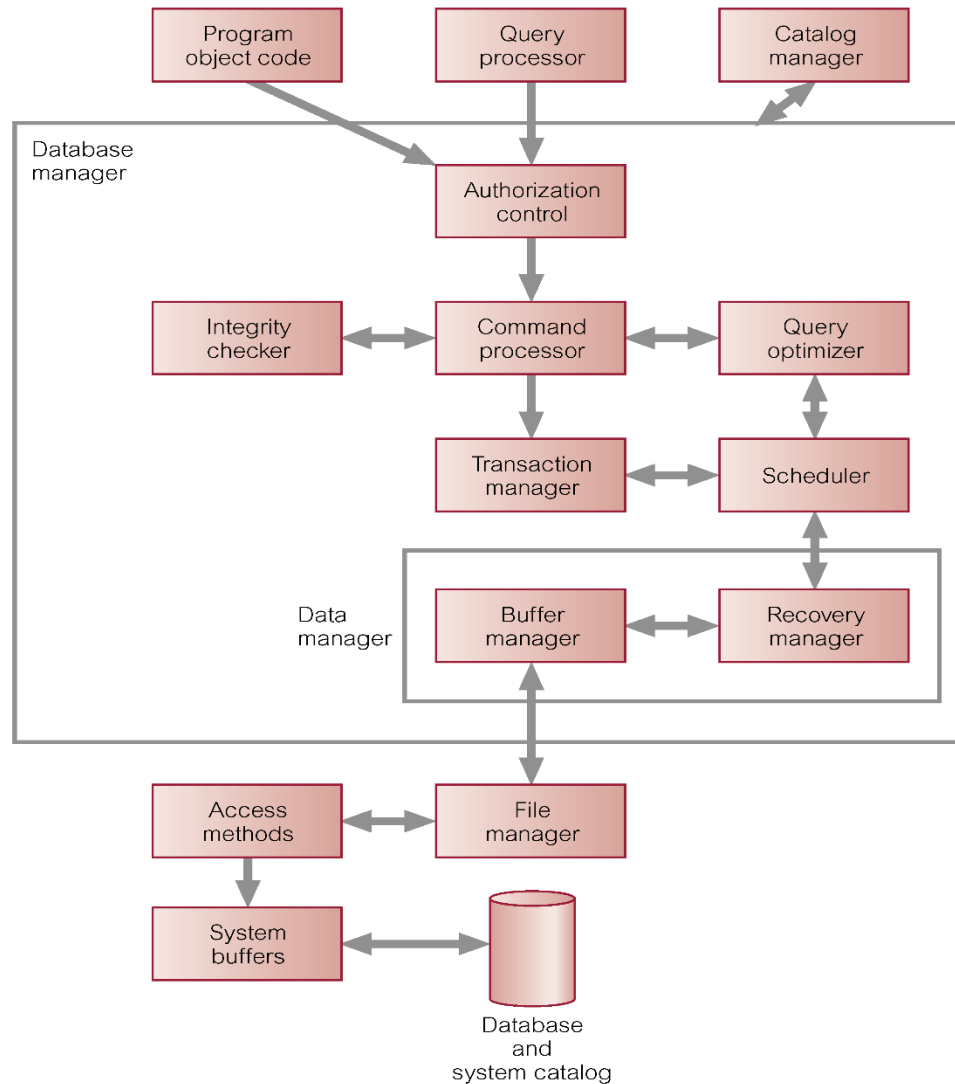 Program
object code
Query
processor
Catalog
manager
Database
manager
Authorization
control
Integrity
checker
Command
processor
Query
optimizer
Transaction
manager
Scheduler
Data
manager
Buffer
manager
Recovery
manager
Access
methods
File
manager
System
buffers
Database
and
system catalog